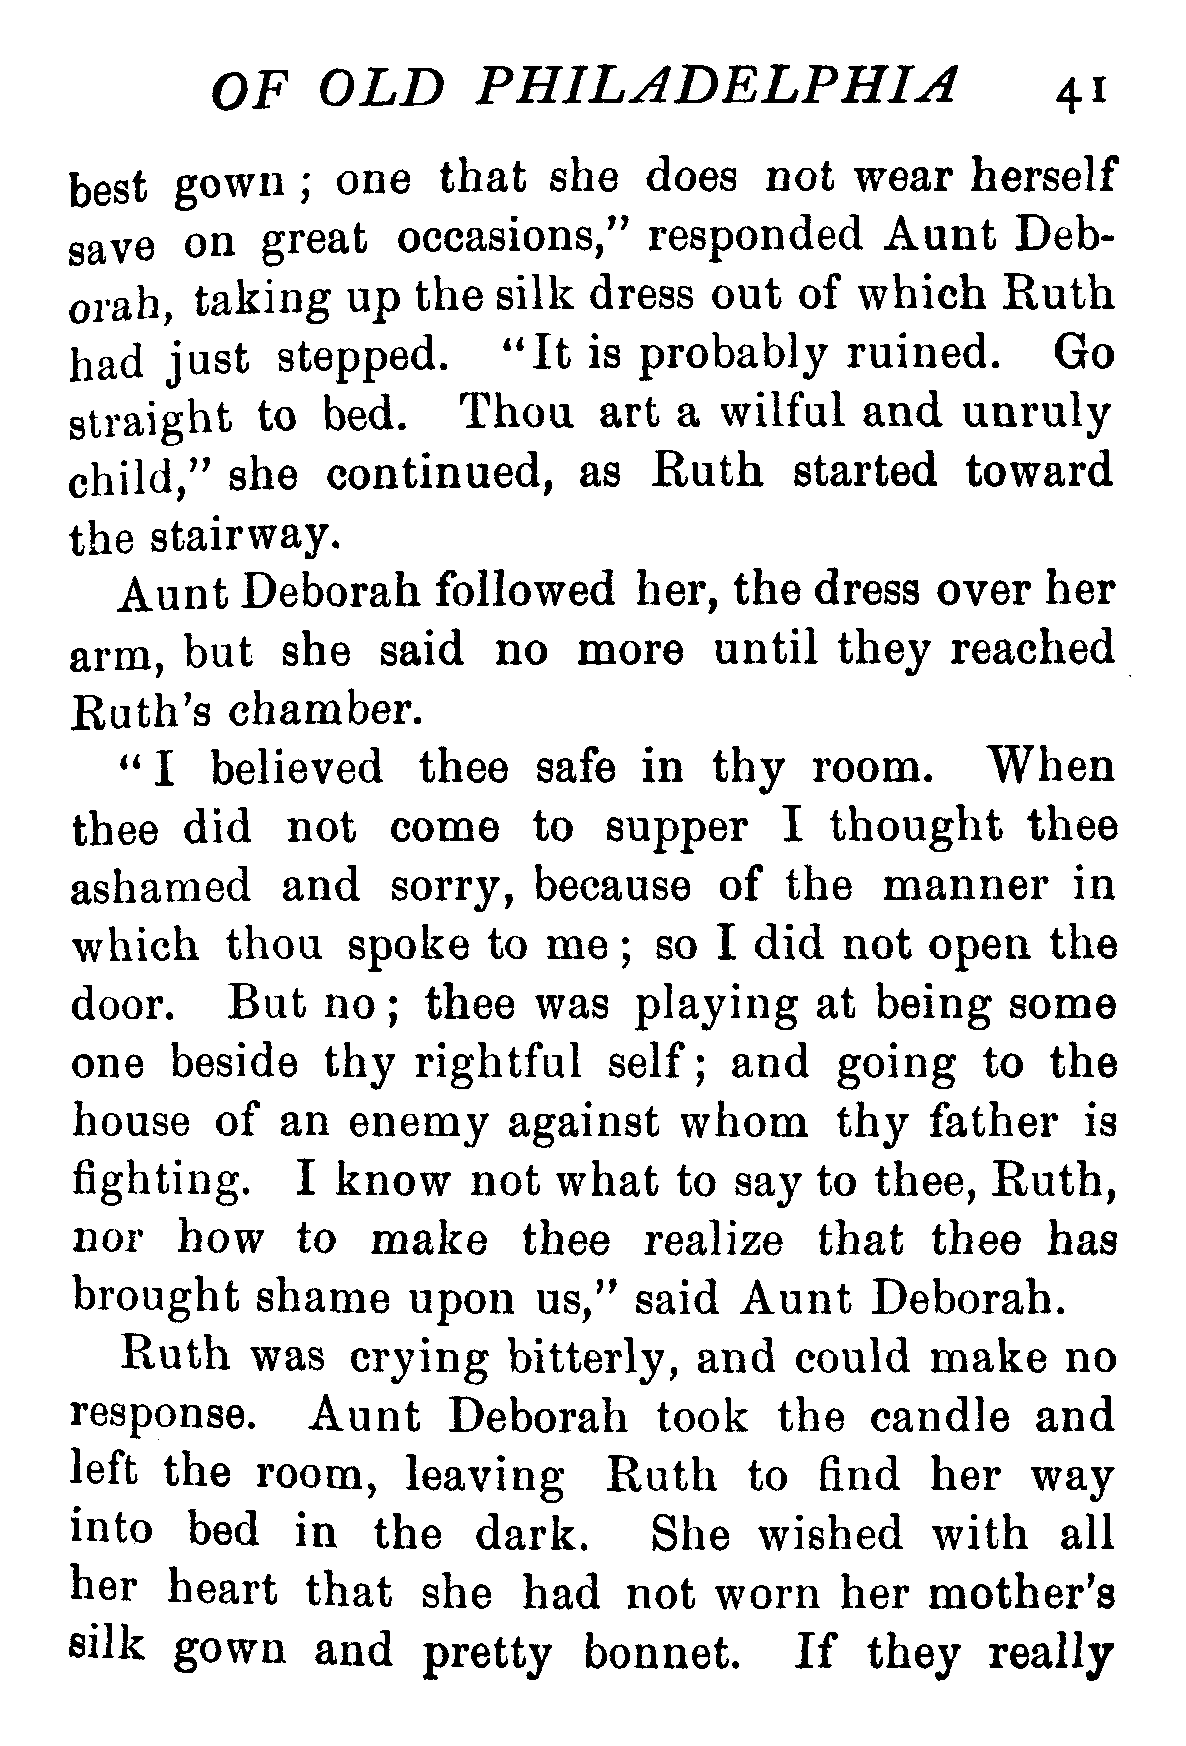 OF OLD PHILADELPHIA 41
best gown ; one that she does not wear herself
save on great occasions,” responded Aunt Deb-
orah, taking up the silk dress out of which Ruth
had just stepped. “It is probably ruined. Go
straight to bed. Thou art a wilful and unruly
child,” she continued, as Ruth started toward
the stairway.
Aunt Deborah followed her, the dress over her
arm, but she said no more until they reached
Ruth’s chamber.
“ I believed thee safe in thy room. When
thee did not come to supper I thought thee
ashamed and sorry, because of the manner in
which thou spoke to me ; so I did not open the
door. But no ; thee was playing at being some
one beside thy rightful self ; and going to the
house of an enemy against whom thy father is
fighting. I know not what to say to thee, Ruth,
nor how to make thee realize that thee has
brought shame upon us,” said Aunt Deborah.
Ruth was crying bitterly, and could make no
response. Aunt Deborah took the candle and
left the room, leaving Ruth to find her way
into bed in the dark. She wished with all
her heart that she had not worn her mother’s
silk gown and pretty bonnet. If they really